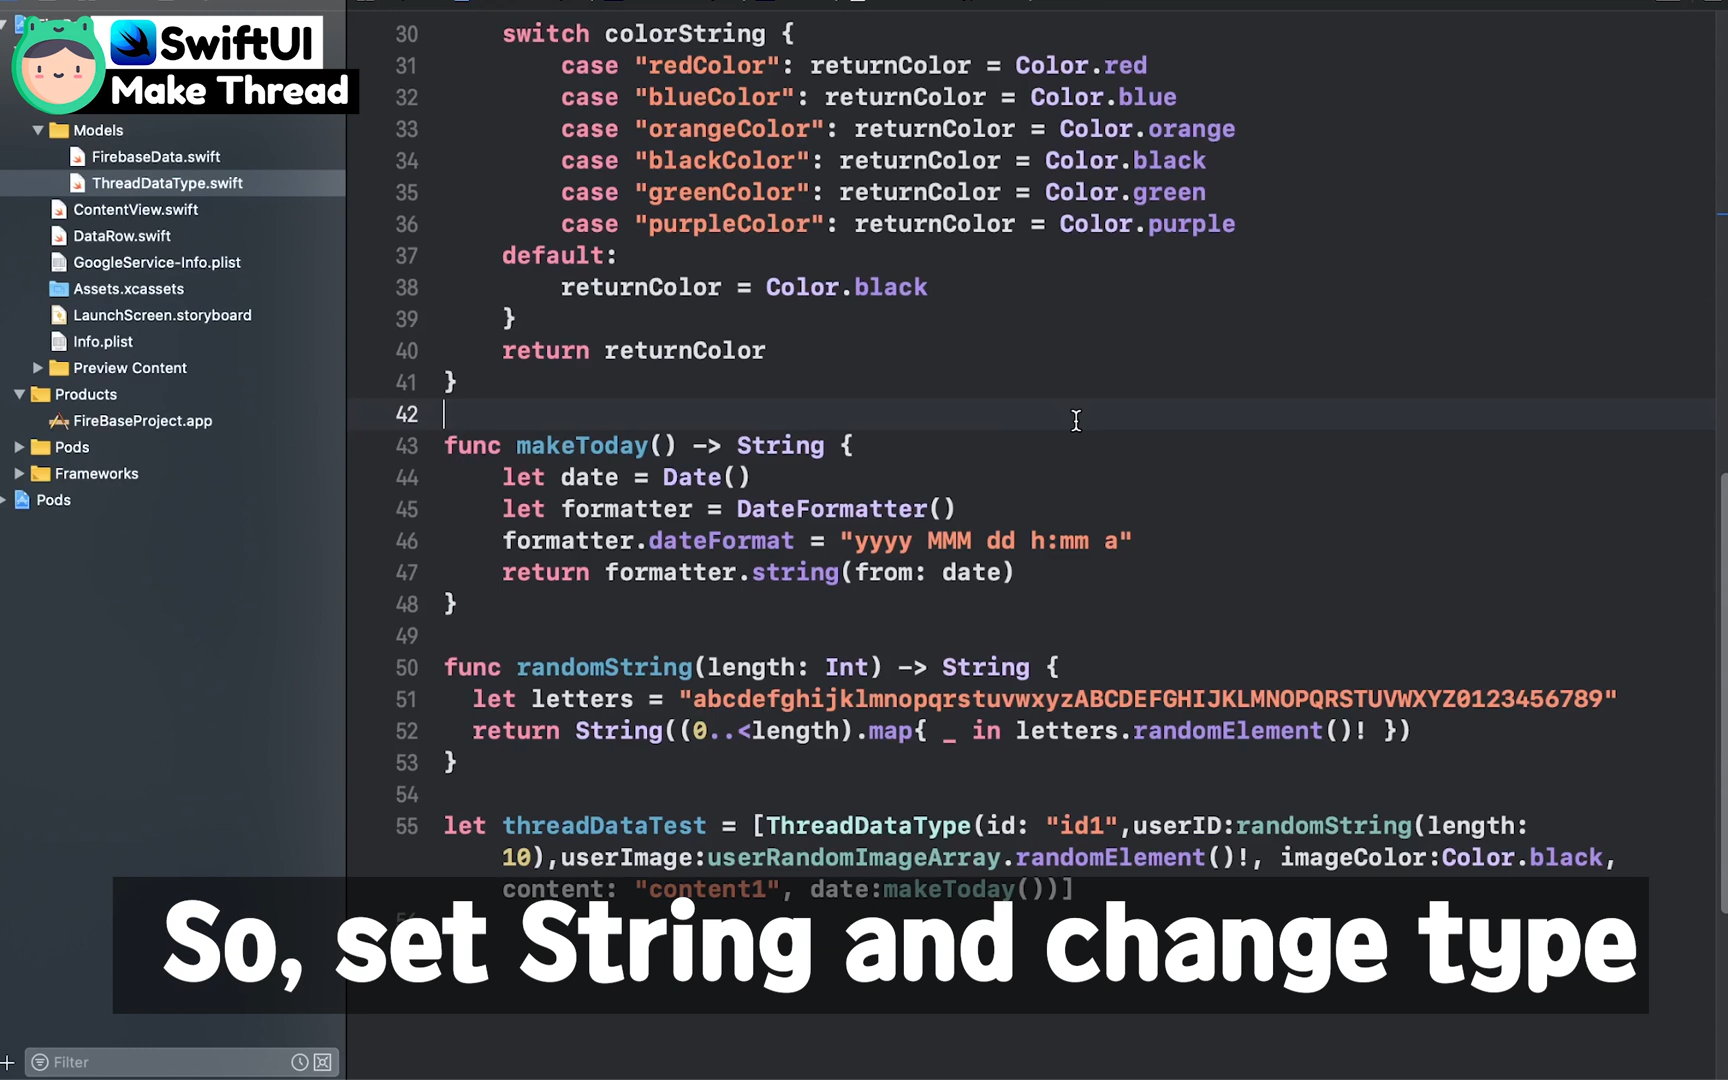 SwiftUI
Make Thread
Models
FirebaseData.swift
ThreadDataType.swift
ContentView.swift
DataRow.swift
GoogleService-Info.plist
Assets.xcassets
LaunchScreen.storyboard
Info.plist
Preview Content
Products
FireBaseProject.app
Pods
Frameworks
Pods
Filter
30 switch colorString {
31 case "redColor": returnColor = Color.red
32 case "blueColor": returnColor = Color.blue
33 case "orangeColor": returnColor = Color.orange
34 case "blackColor": returnColor = Color.black
35 case "greenColor": returnColor = Color.green
36 case "purpleColor": returnColor = Color.purple
37 default:
38 returnColor = Color.black
39 }
40 return returnColor
41 }
42
43 func makeToday() -> String {
44 let date = Date()
45 let formatter = DateFormatter()
46 formatter.dateFormat = "yyyy MMM dd h:mm a"
47 return formatter.string(from: date)
48 }
49
50 func randomString(length: Int) -> String {
51 let letters = "abcdefghijklmnopqrstuvwxyzABCDEFGHIJKLMNOPQRSTUVWXYZ0123456789"
52 return String((0..<length).map{ _ in letters.randomElement()! })
53 }
54
55 let threadDataTest = [ThreadDataType(id: "id1",userID:randomString(length:
10),userImage:userRandomImageArray.randomElement()!, imageColor:Color.black,
content: "content1", date:makeToday())]
So, set String and change type